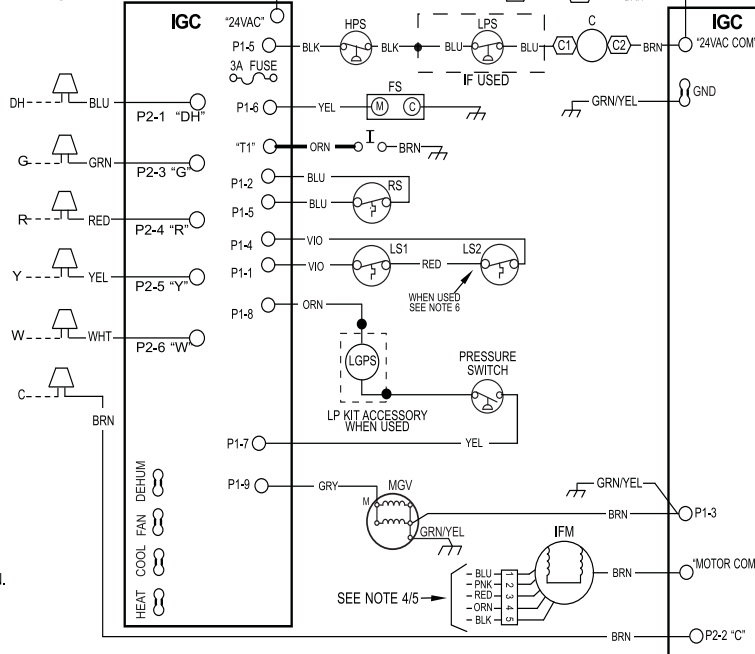 IGC
"24VAC"
P1-5
BLK
HPS
BLK
BLU
LPS
BLU
IF USED
C1
C
C2
BRN
IGC
"24VAC COM"
3A FUSE
P1-6
YEL
FS
M
C
GRN/YEL
GND
DH
BLU
P2-1 "DH"
"T1"
ORN
I
BRN
G
GRN
P2-3 "G"
P1-2
BLU
RS
P1-5
BLU
R
RED
P2-4 "R"
P1-4
VIO
P1-1
VIO
LS1
RED
LS2
WHEN USED
SEE NOTE 6
Y
YEL
P2-5 "Y"
P1-8
ORN
W
WHT
P2-6 "W"
LGPS
LP KIT ACCESSORY
WHEN USED
PRESSURE
SWITCH
C
BRN
P1-7
YEL
P1-9
GRY
MGV
M
GRN/YEL
GRN/YEL
BRN
P1-3
DEHUM
FAN
COOL
HEAT
SEE NOTE 4/5
BLU 1
PNK 2
RED 3
ORN 4
BLK 5
IFM
BRN
"MOTOR COM
BRN
P2-2 "C"